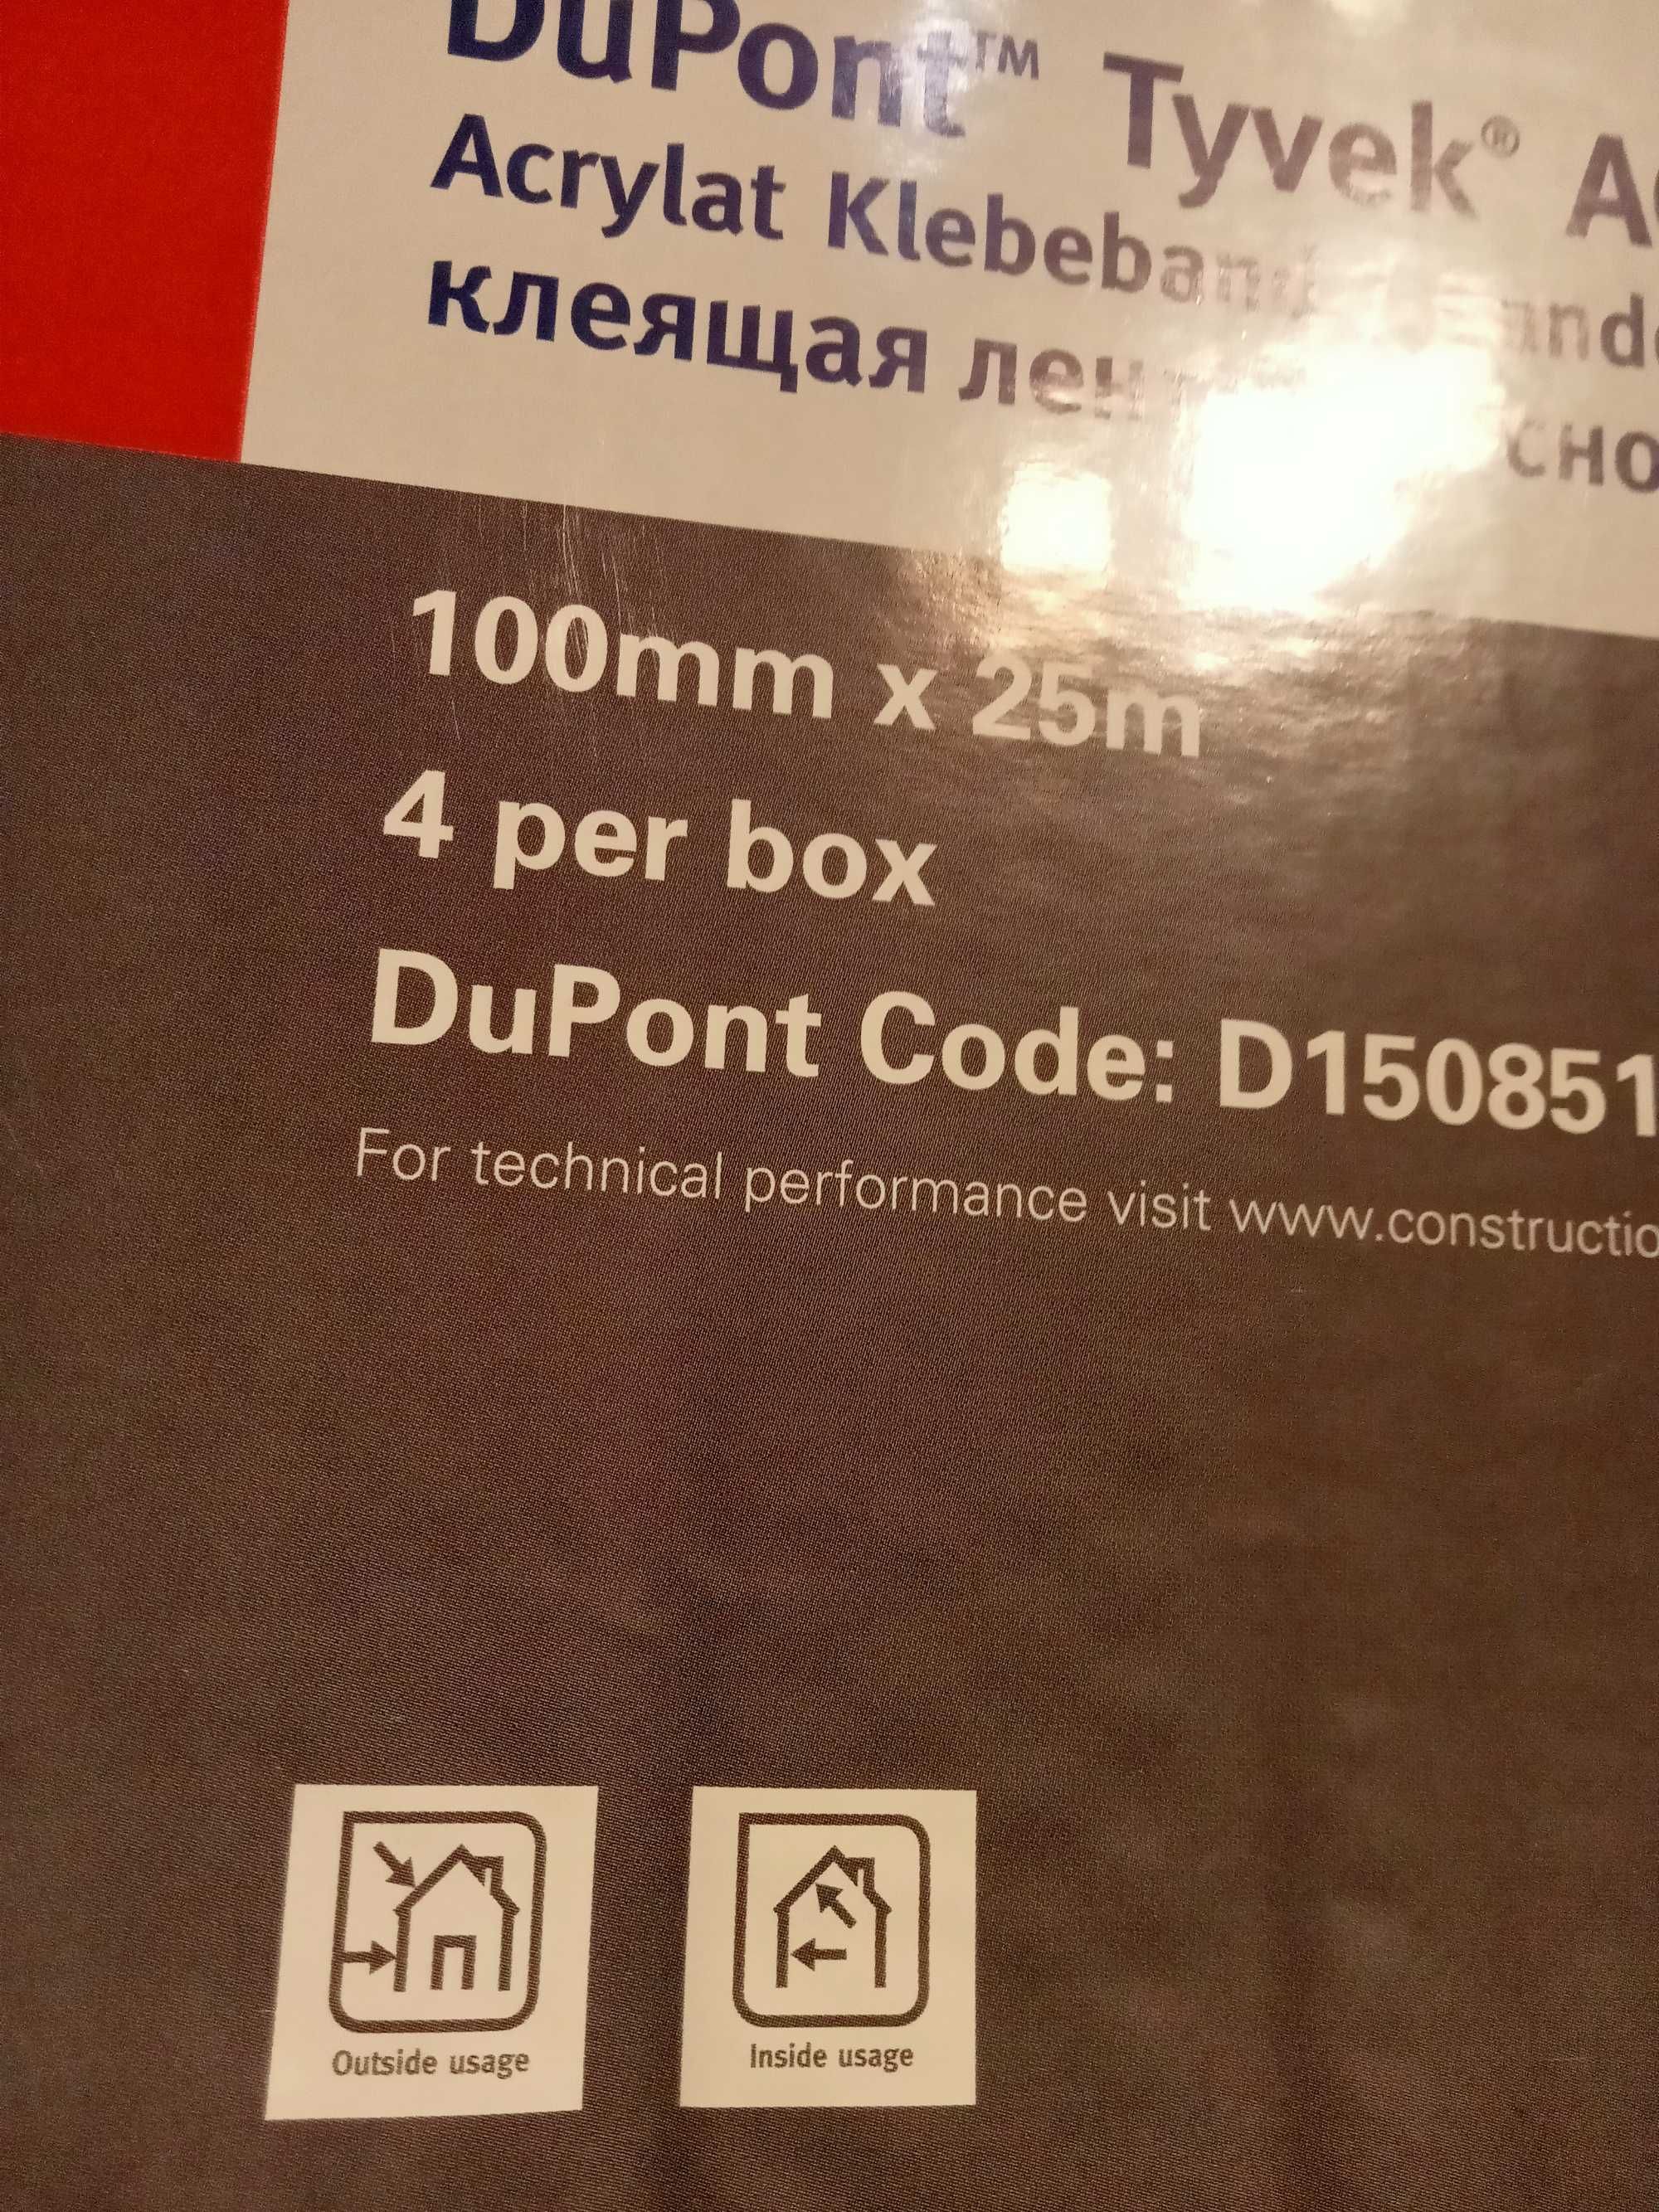 DuPont™ Tyvek®
Acrylat Klebeband
клеящая
100mm x 25m
4 per box
DuPont Code: D150851
For technical performance visit
Outside usage
Inside usage